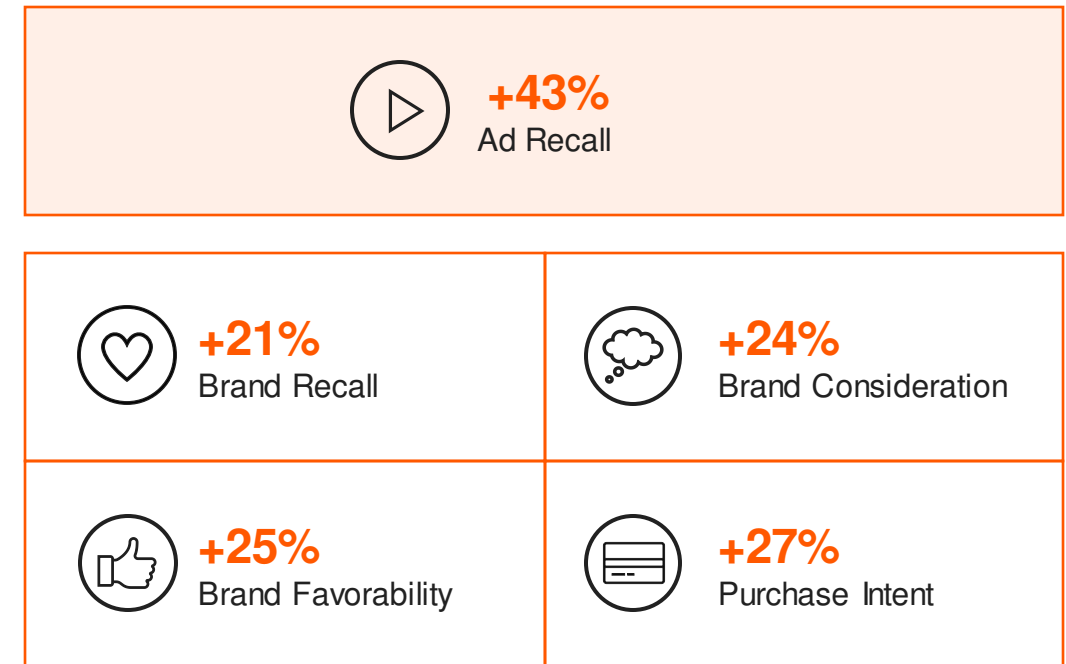 +43%
Ad Recall
+21%
Brand Recall
+24%
Brand Consideration
+25%
Brand Favorability
+27%
Purchase Intent